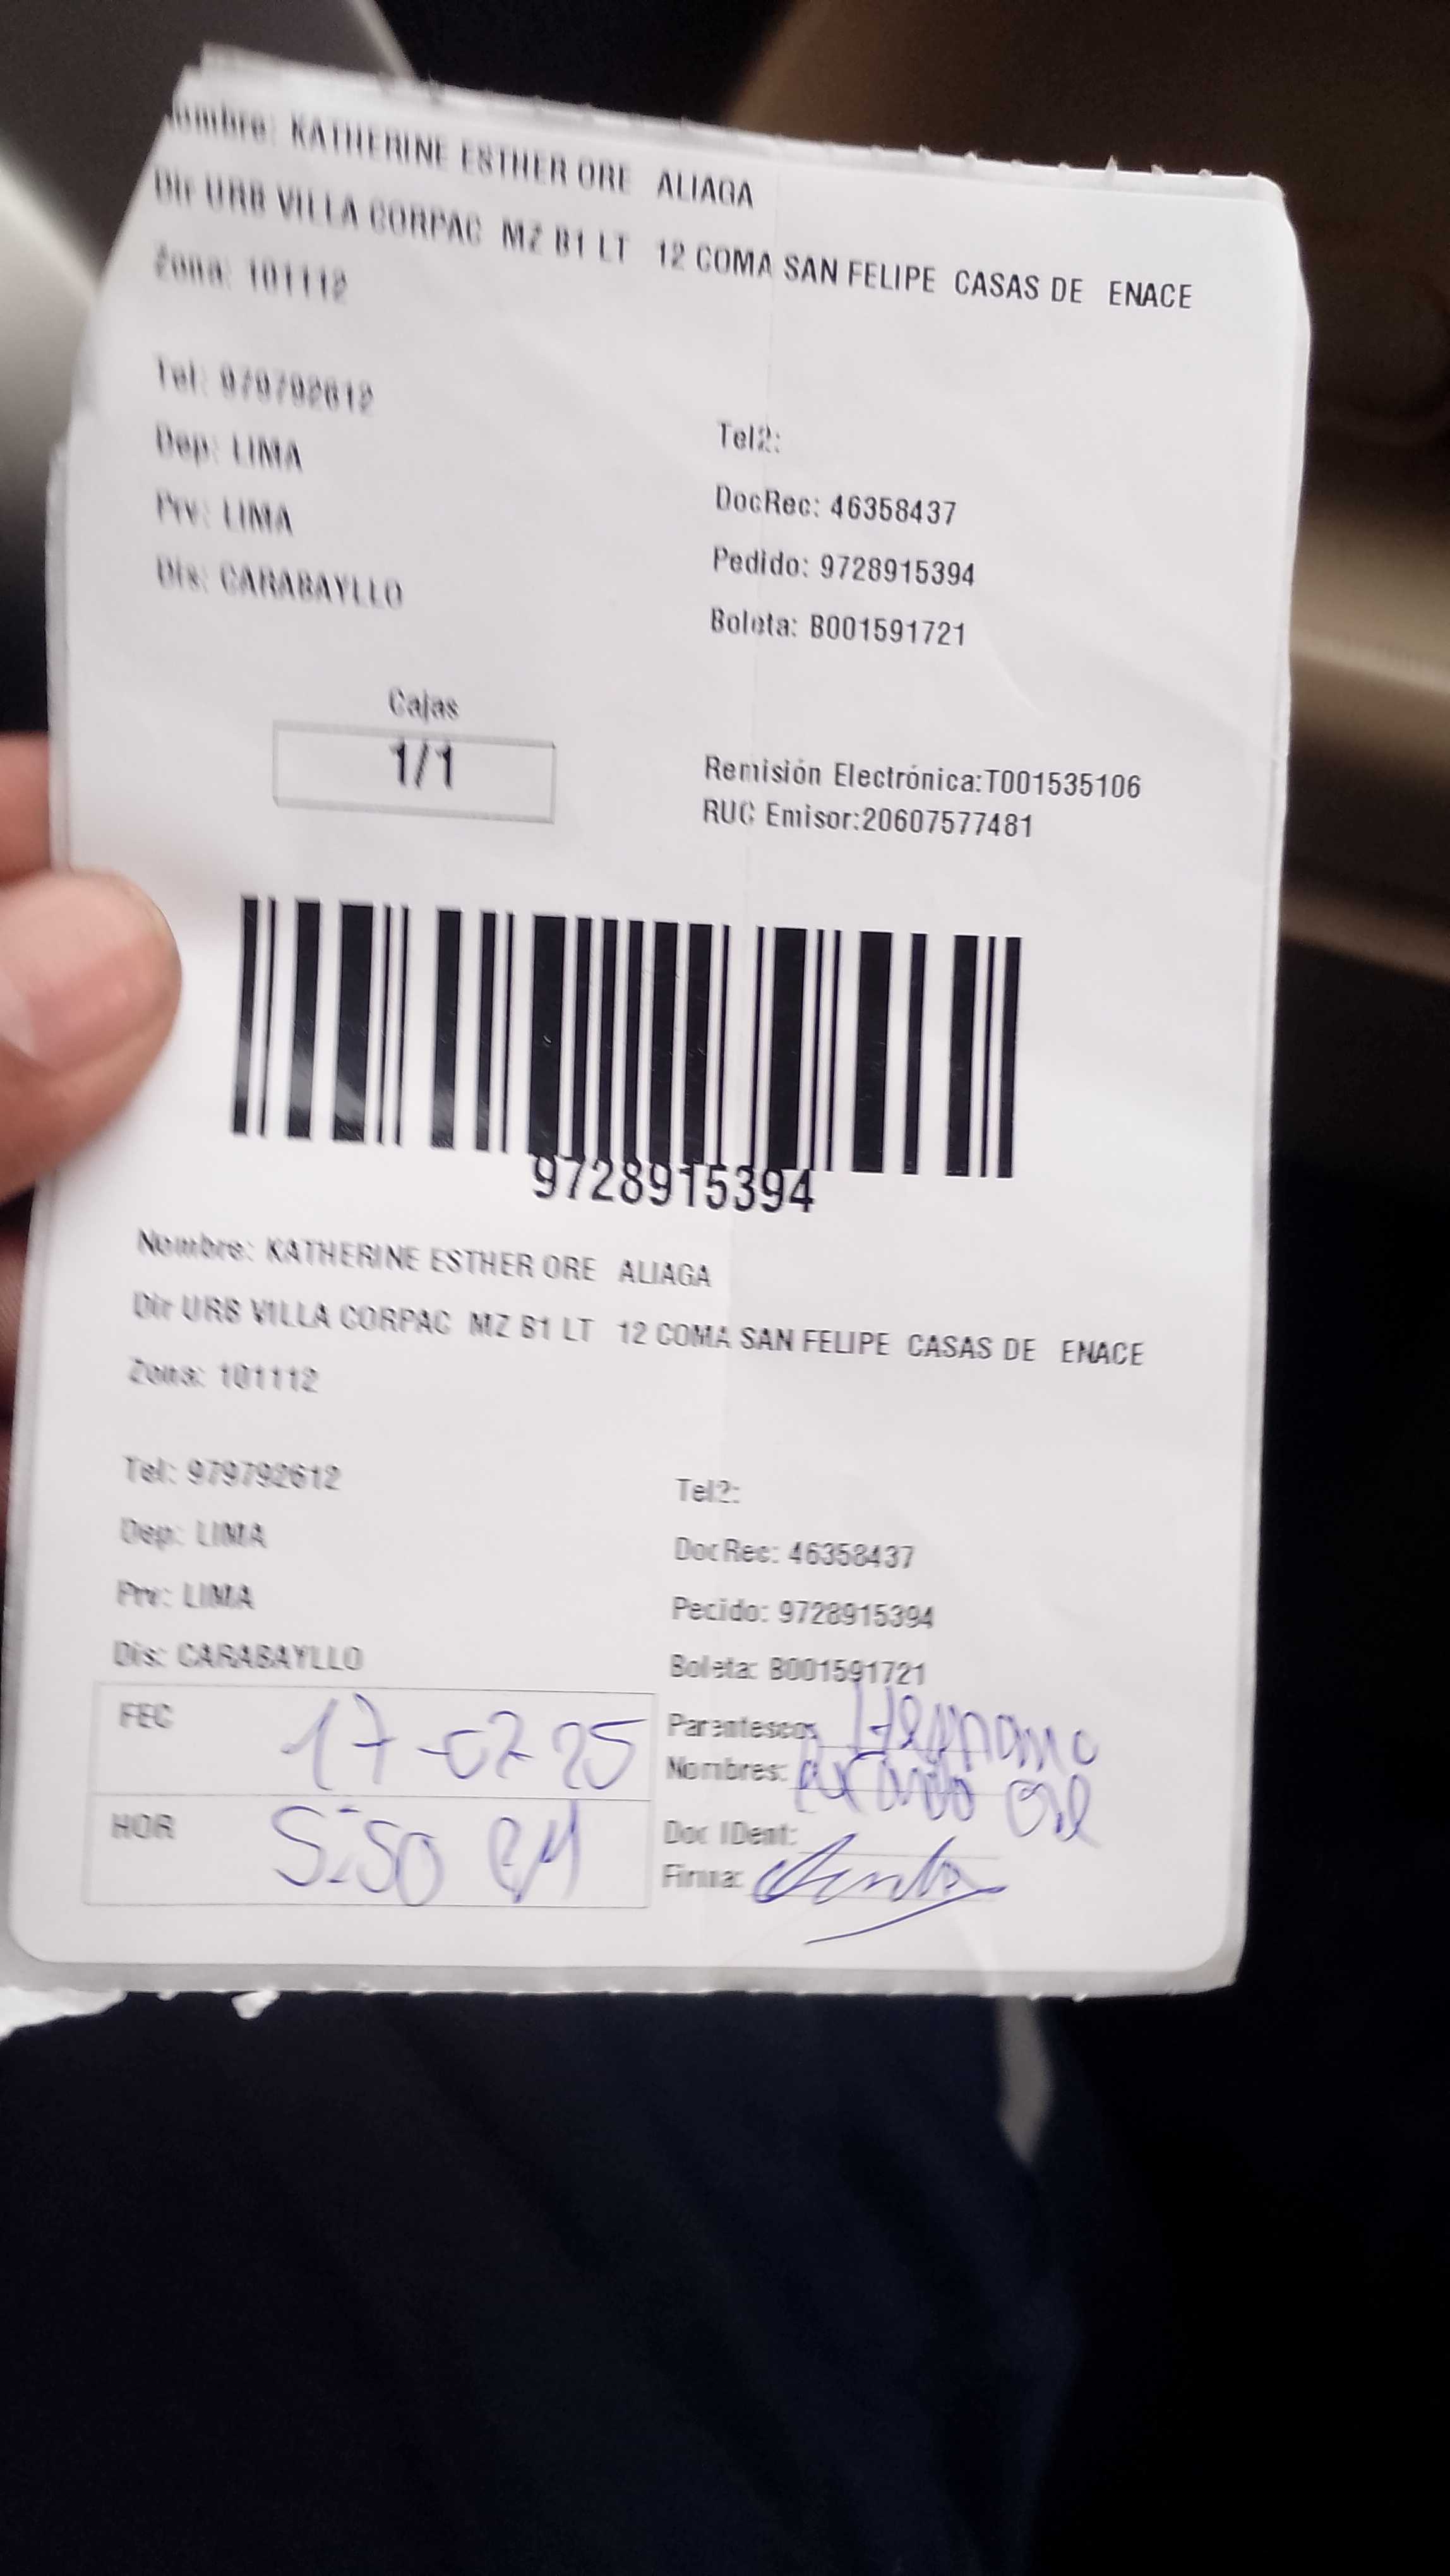 ombre: KATHERINE ESTHER ORE ALIAGA
Dir URB VILLA CORPAC MZ B1 LT 12 COMA SAN FELIPE CASAS DE ENACE
Zona: 101112
Tel: 979792612
Tel2:
Dep: LIMA
DocRec: 46358437
Prv: LIMA
Pedido: 9728915394
Dis: CARABAYLLO
Boleta: B001591721
Cajas
1/1
Remisión Electrónica:T001535106
RUC Emisor:20607577481
9728915394
Nombre: KATHERINE ESTHER ORE ALIAGA
Dir URB VILLA CORPAC MZ B1 LT 12 COMA SAN FELIPE CASAS DE ENACE
Zona: 101112
Tel: 979792612
Tel2:
Dep: LIMA
DocRec: 46358437
Prv: LIMA
Pedido: 9728915394
Dis: CARABAYLLO
Boleta: B001591721
FEC 17-07 25
Parentescos Hermano
Nombres: Ore
HOR 5:50 PM
Doc IDent:
Firma: